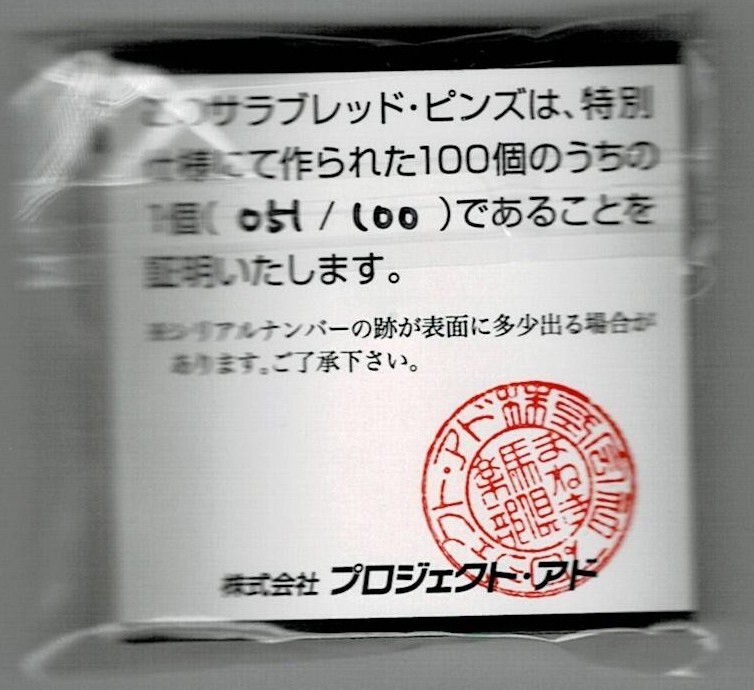 このサラブレッド・ピンズは、特別
仕様にて作られた100個のうちの
1個( 051 / 100 )であることを
証明いたします。
※シリアルナンバーの跡が表面に多少出る場合が
あります。ご了承下さい。
株式会社 プロジェクト・アド